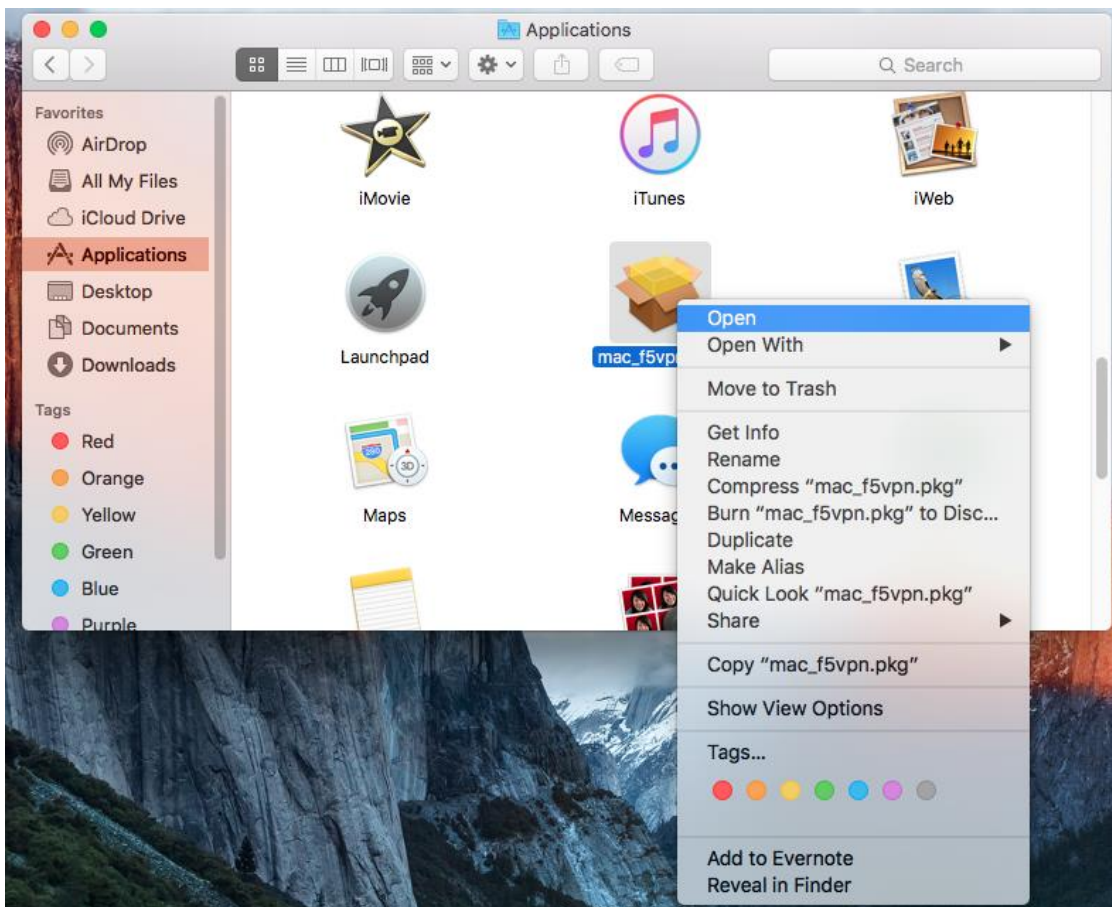 Applications
Search
Favorites
AirDrop
All My Files
iCloud Drive
Applications
Desktop
Documents
Downloads
Tags
Red
Orange
Yellow
Green
Blue
Purple
iMovie
iTunes
iWeb
Launchpad
mac_f5vp
Maps
Messag
3D
280
Open
Open With
Move to Trash
Get Info
Rename
Compress “mac_f5vpn.pkg”
Burn “mac_f5vpn.pkg” to Disc...
Duplicate
Make Alias
Quick Look “mac_f5vpn.pkg”
Share
Copy “mac_f5vpn.pkg”
Show View Options
Tags...
Add to Evernote
Reveal in Finder